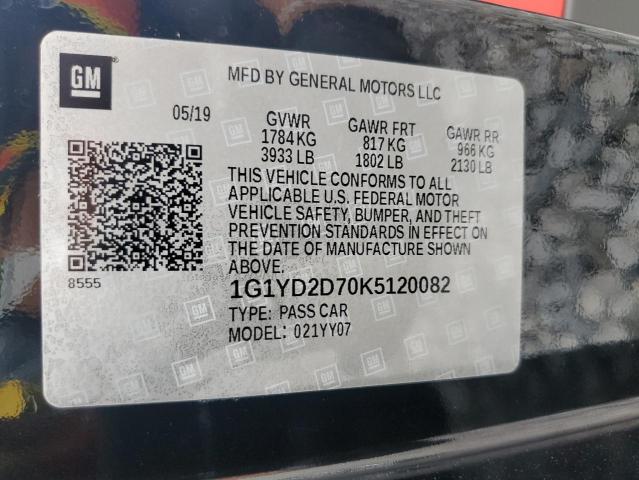 GM
MFD BY GENERAL MOTORS LLC
05/19
GVWR GAWR FRT GAWR RR
1784 KG 817 KG 966 KG
3933 LB 1802 LB 2130 LB
THIS VEHICLE CONFORMS TO ALL
APPLICABLE U.S. FEDERAL MOTOR
VEHICLE SAFETY, BUMPER, AND THEFT
PREVENTION STANDARDS IN EFFECT ON
THE DATE OF MANUFACTURE SHOWN
ABOVE.
8555
1G1YD2D70K5120082
TYPE: PASS CAR
MODEL: 021YY07